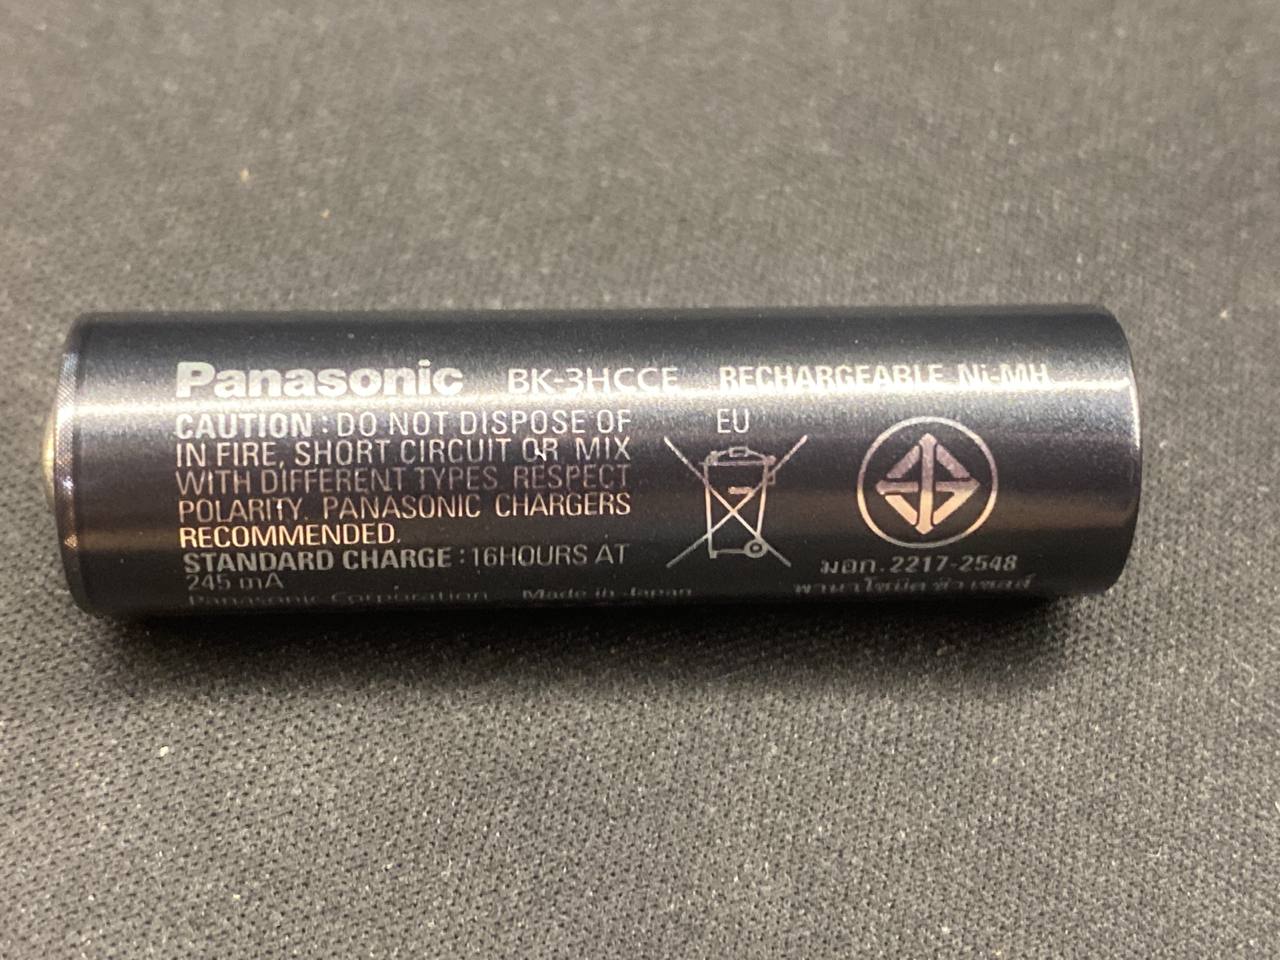 Panasonic BK-3HCCE RECHARGEABLE Ni-MH
CAUTION : DO NOT DISPOSE OF
IN FIRE, SHORT CIRCUIT OR MIX
WITH DIFFERENT TYPES. RESPECT
POLARITY. PANASONIC CHARGERS
RECOMMENDED.
STANDARD CHARGE : 16HOURS AT
245 mA
Panasonic Corporation Made in Japan
EU
มอก. 2217-2548